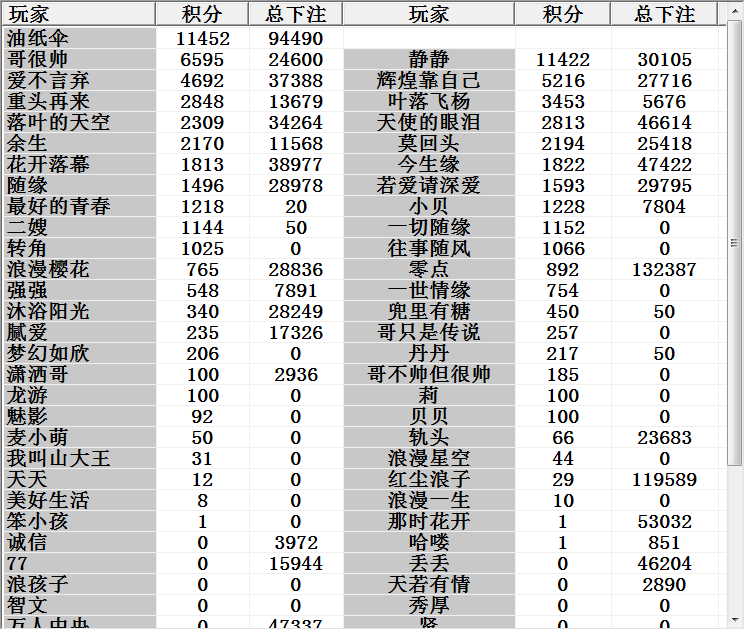 玩家 积分 总下注 玩家 积分 总下注
油纸伞 11452 94490
哥很帅 6595 24600 静静 11422 30105
爱不言弃 4692 37388 辉煌靠自己 5216 27716
重头再来 2848 13679 叶落飞杨 3453 5676
落叶的天空 2309 34264 天使的眼泪 2813 46614
余生 2170 11568 莫回头 2194 25418
花开落幕 1813 38977 今生缘 1822 47422
随缘 1496 28978 若爱请深爱 1593 29795
最好的青春 1218 20 小贝 1228 7804
二嫂 1144 50 一切随缘 1152 0
转角 1025 0 往事随风 1066 0
浪漫樱花 765 28836 零点 892 132387
强强 548 7891 一世情缘 754 0
沐浴阳光 340 28249 兜里有糖 450 50
腻爱 235 17326 哥只是传说 257 0
梦幻如欣 206 0 丹丹 217 50
潇洒哥 100 2936 哥不帅但很帅 185 0
龙游 100 0 莉 100 0
魅影 92 0 贝贝 100 0
麦小萌 50 0 轨头 66 23683
我叫山大王 31 0 浪漫星空 44 0
天天 12 0 红尘浪子 29 119589
美好生活 8 0 浪漫一生 10 0
笨小孩 1 0 那时花开 1 53032
诚信 0 3972 哈喽 1 851
77 0 15944 丢丢 0 46204
浪孩子 0 0 天若有情 0 2890
智文 0 0 秀厚 0 0
万人中央 0 47337 贤 0 0